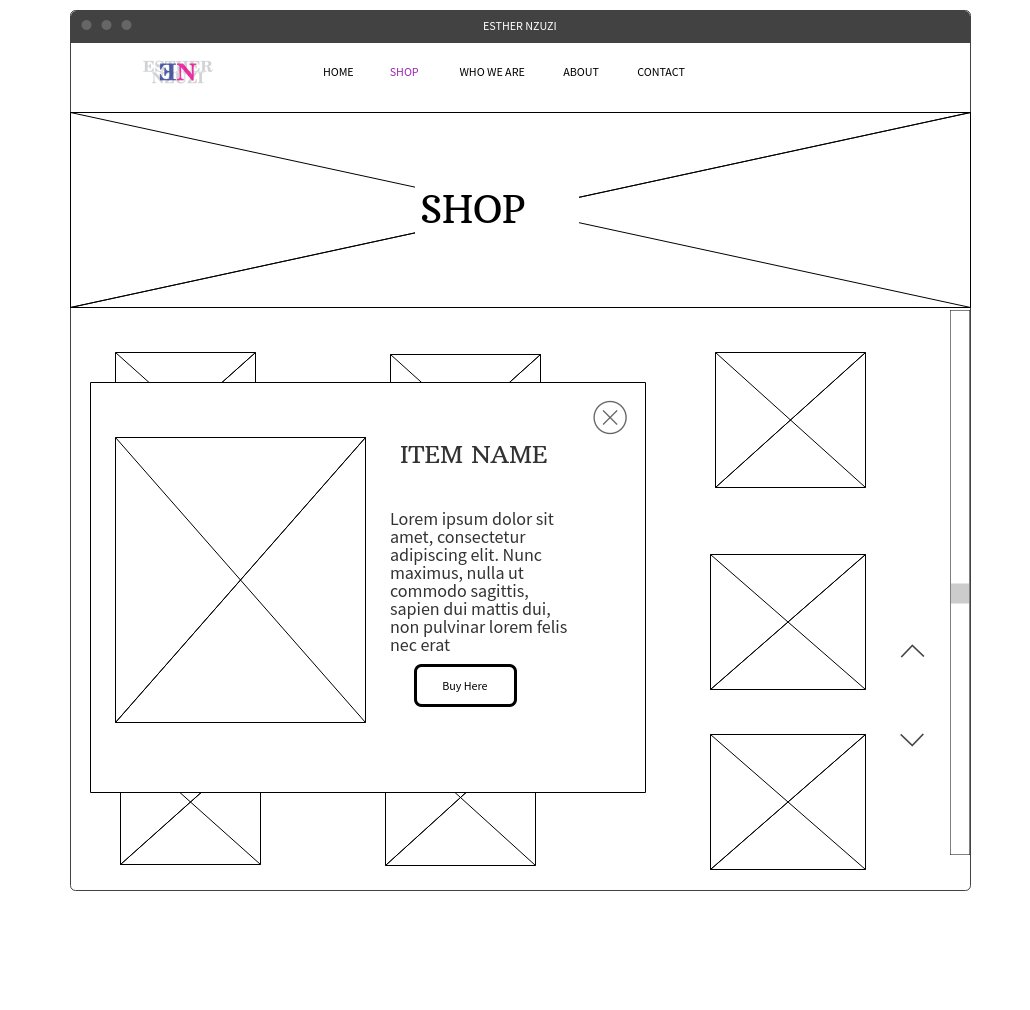 ESTHER NZUZI
ESTHER
NZUZI
EN
HOME SHOP WHO WE ARE ABOUT CONTACT
SHOP
ITEM NAME
Lorem ipsum dolor sit
amet, consectetur
adipiscing elit. Nunc
maximus, nulla ut
commodo sagittis,
sapien dui mattis dui,
non pulvinar lorem felis
nec erat
Buy Here